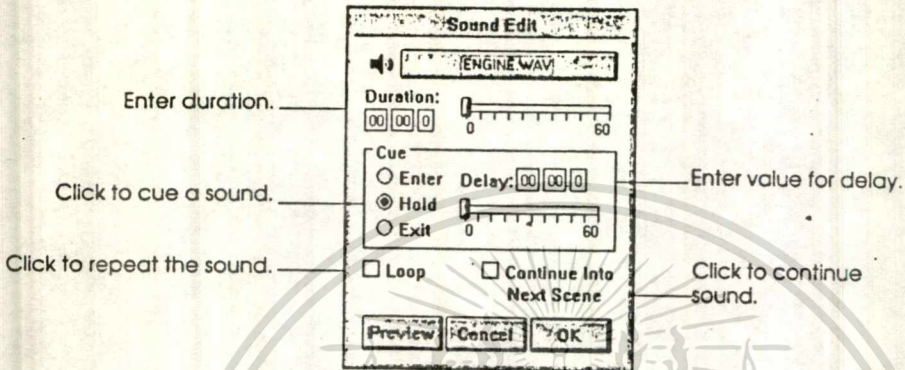 Sound Edit
ENGINE.WAV
Enter duration.
Duration:
00 00 0
0 60
Cue
Click to cue a sound.
Enter
Hold
Exit
Delay: 00 00 0
0 60
Enter value for delay.
Click to repeat the sound.
Loop
Continue Into
Next Scene
Click to continue
sound.
Preview Cancel OK